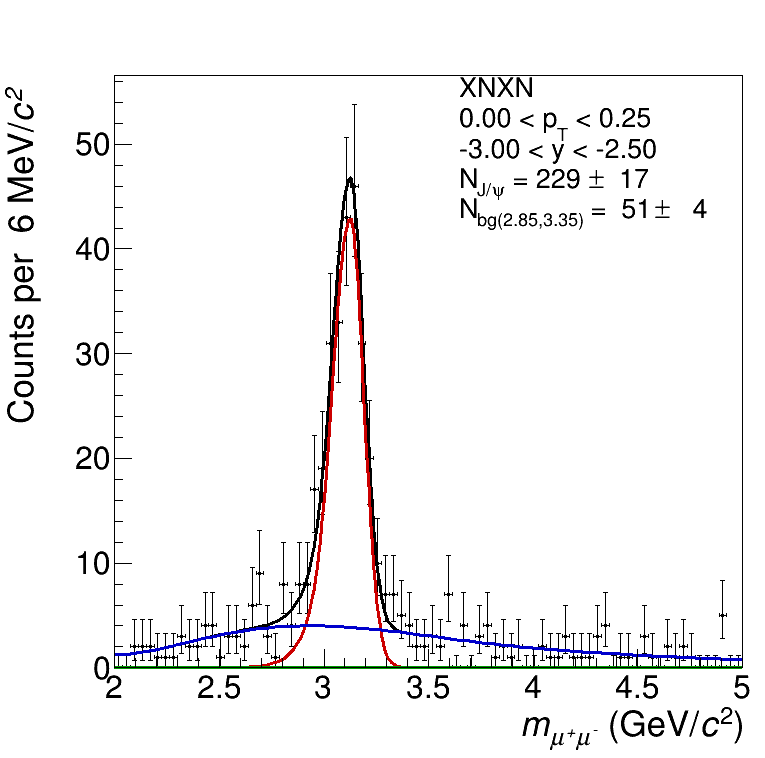 XNXN
0.00 < p_T < 0.25
-3.00 < y < -2.50
N_J/ψ = 229 ± 17
N_bg(2.85,3.35) = 51 ± 4
Counts per 6 MeV/c²
50
40
30
20
10
0
2 2.5 3 3.5 4 4.5 5
m_μ⁺μ⁻ (GeV/c²)